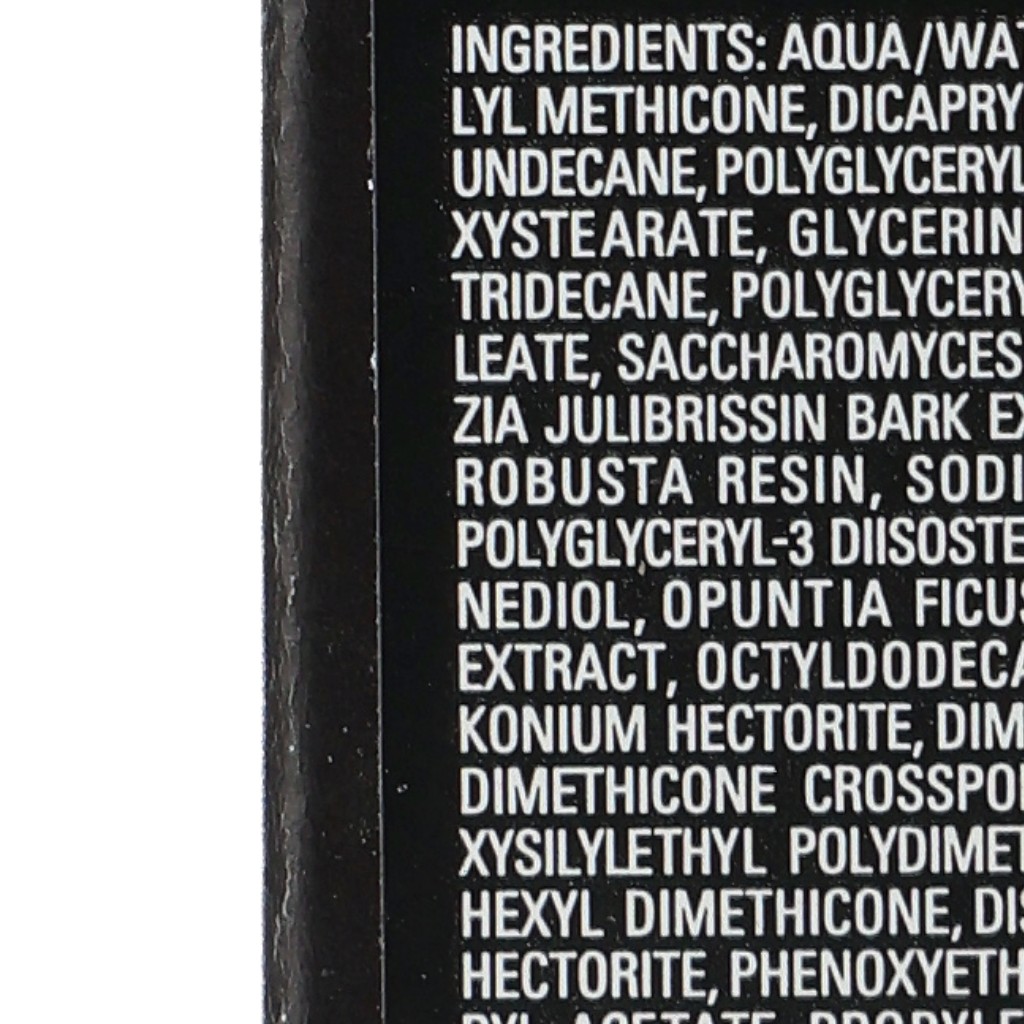 INGREDIENTS: AQUA/WAT
LYL METHICONE, DICAPRY
UNDECANE, POLYGLYCERYL
XYSTEARATE, GLYCERIN
TRIDECANE, POLYGLYCERY
LEATE, SACCHAROMYCES
ZIA JULIBRISSIN BARK EX
ROBUSTA RESIN, SODI
POLYGLYCERYL-3 DIISOSTE
NEDIOL, OPUNTIA FICUS
EXTRACT, OCTYLDODECA
KONIUM HECTORITE, DIM
DIMETHICONE CROSSPO
XYSILYLETHYL POLYDIMET
HEXYL DIMETHICONE, DIS
HECTORITE, PHENOXYETH